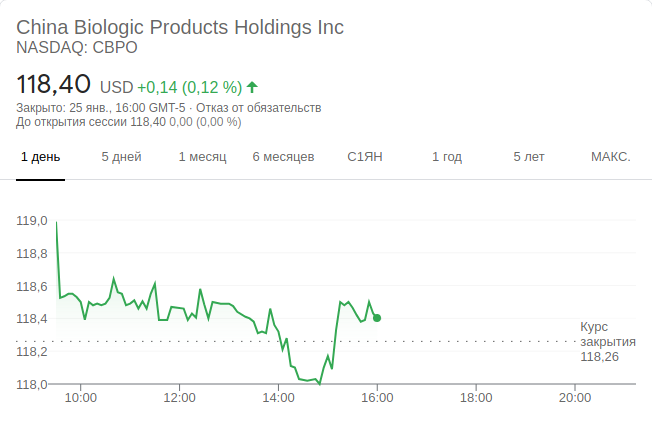 China Biologic Products Holdings Inc
NASDAQ: CBPO
118,40 USD +0,14 (0,12 %)
Закрыто: 25 янв., 16:00 GMT-5 · Отказ от обязательств
До открытия сессии 118,40 0,00 (0,00 %)
1 день 5 дней 1 месяц 6 месяцев С1ЯН 1 год 5 лет МАКС.
119,0
118,8
118,6
118,4
118,2
118,0
Курс
закрытия
118,26
10:00 12:00 14:00 16:00 18:00 20:00